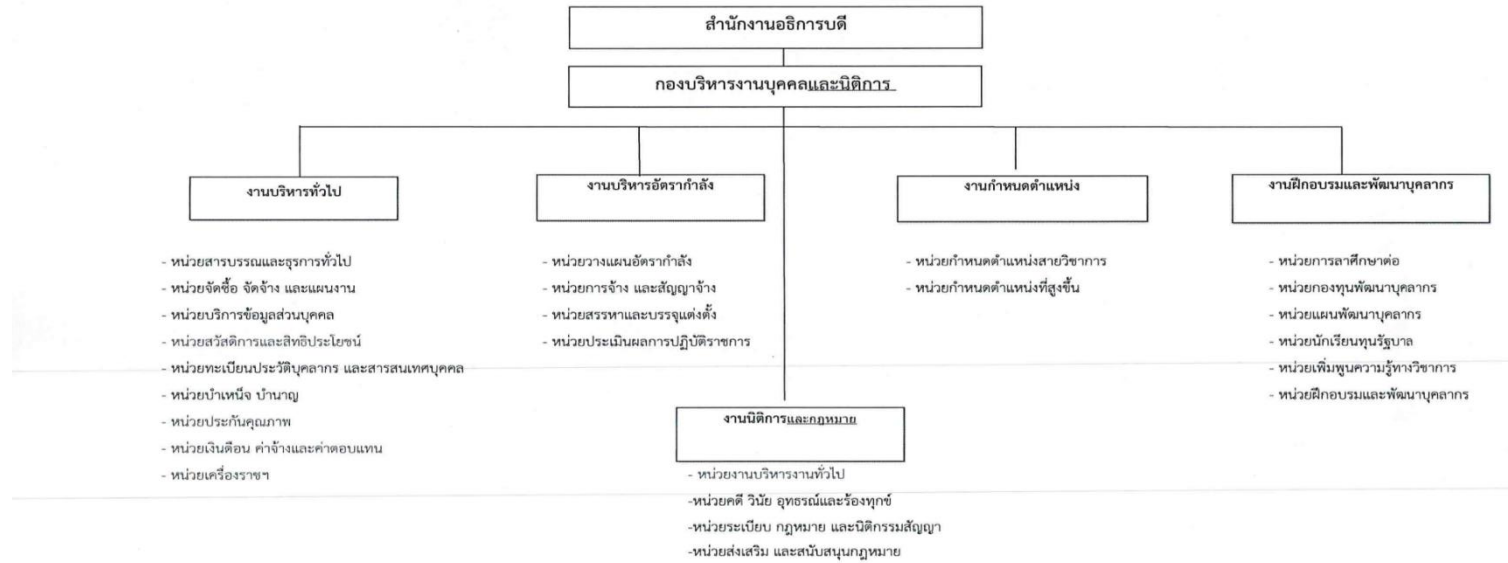 สำนักงานอธิการบดี
กองบริหารงานบุคคลและนิติการ
งานบริหารทั่วไป
- หน่วยสารบรรณและธุรการทั่วไป
- หน่วยจัดซื้อ จัดจ้าง และแผนงาน
- หน่วยบริการข้อมูลส่วนบุคคล
- หน่วยสวัสดิการและสิทธิประโยชน์
- หน่วยทะเบียนประวัติบุคลากร และสารสนเทศบุคคล
- หน่วยบำเหน็จ บำนาญ
- หน่วยประกันคุณภาพ
- หน่วยเงินดือน ค่าจ้างและค่าตอบแทน
- หน่วยเครื่องราชฯ
งานบริหารอัตรากำลัง
- หน่วยวางแผนอัตรากำลัง
- หน่วยการจ้าง และสัญญาจ้าง
- หน่วยสรรหาและบรรจุแต่งตั้ง
- หน่วยประเมินผลการปฏิบัติราชการ
งานนิติการและกฎหมาย
- หน่วยงานบริหารงานทั่วไป
-หน่วยคดี วินัย อุทธรณ์และร้องทุกข์
-หน่วยระเบียบ กฎหมาย และนิติกรรมสัญญา
-หน่วยส่งเสริม และสนับสนุนกฎหมาย
งานกำหนดตำแหน่ง
- หน่วยกำหนดตำแหน่งสายวิชาการ
- หน่วยกำหนดตำแหน่งที่สูงขึ้น
งานฝึกอบรมและพัฒนาบุคลากร
- หน่วยการลาศึกษาต่อ
- หน่วยกองทุนพัฒนาบุคลากร
- หน่วยแผนพัฒนาบุคลากร
- หน่วยนักเรียนทุนรัฐบาล
- หน่วยเพิ่มพูนความรู้ทางวิชาการ
- หน่วยฝึกอบรมและพัฒนาบุคลากร